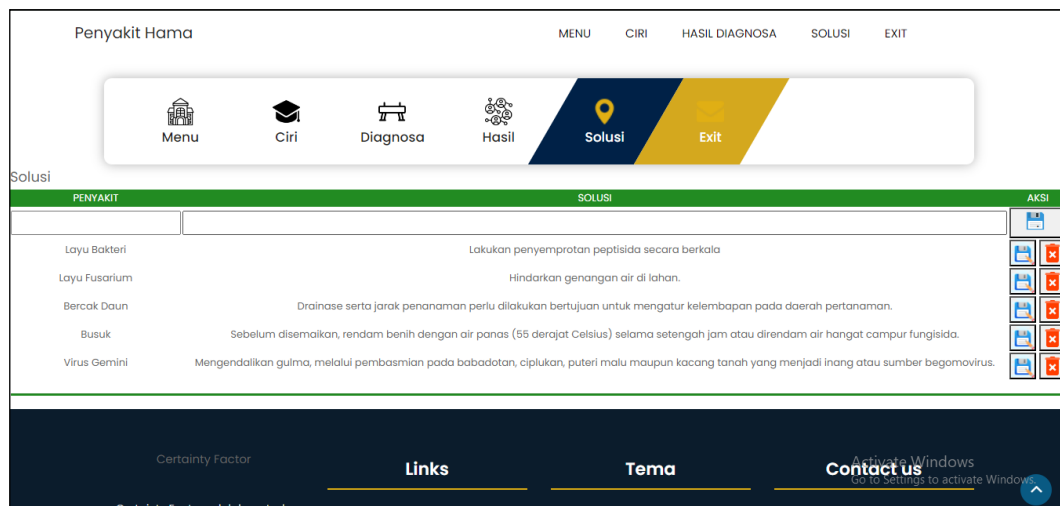 Penyakit Hama MENU CIRI HASIL DIAGNOSA SOLUSI EXIT
Menu Ciri Diagnosa Hasil Solusi Exit
Solusi
PENYAKIT SOLUSI AKSI
Layu Bakteri Lakukan penyemprotan peptisida secara berkala
Layu Fusarium Hindarkan genangan air di lahan.
Bercak Daun Drainase serta jarak penanaman perlu dilakukan bertujuan untuk mengatur kelembapan pada daerah pertanaman.
Busuk Sebelum disemaikan, rendam benih dengan air panas (55 derajat Celsius) selama setengah jam atau direndam air hangat campur fungisida.
Virus Gemini Mengendalikan gulma, melalui pembasmian pada babadotan, ciplukan, puteri malu maupun kacang tanah yang menjadi inang atau sumber begomovirus.
Certainty Factor Links Tema Contact us
Activate Windows
Go to Settings to activate Windows.